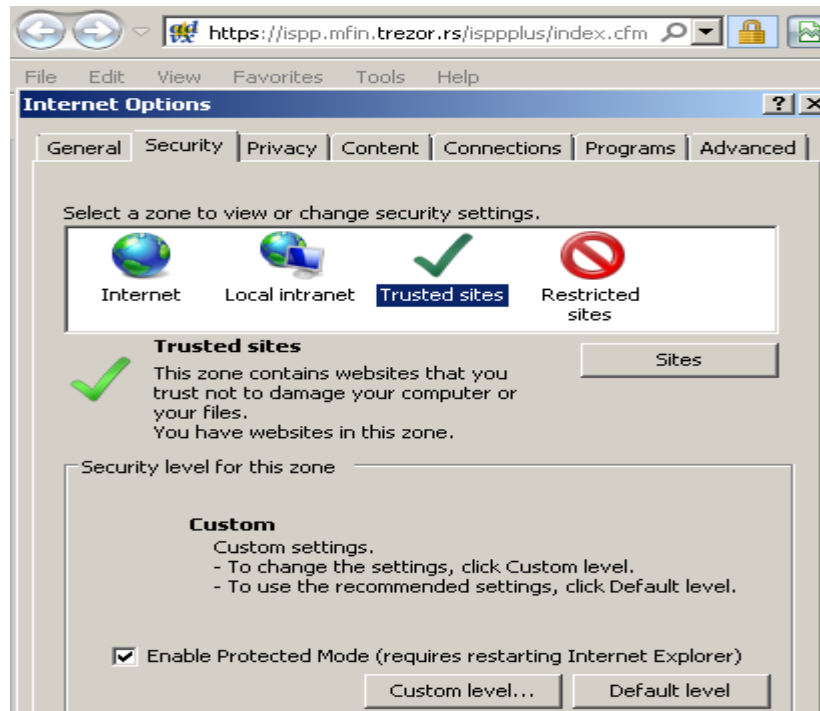 https://ispp.mfin.trezor.rs/isppplus/index.cfm
File Edit View Favorites Tools Help
Internet Options
General Security Privacy Content Connections Programs Advanced
Select a zone to view or change security settings.
Internet Local intranet Trusted sites Restricted sites
Trusted sites
Sites
This zone contains websites that you
trust not to damage your computer or
your files.
You have websites in this zone.
Security level for this zone
Custom
Custom settings.
- To change the settings, click Custom level.
- To use the recommended settings, click Default level.
Enable Protected Mode (requires restarting Internet Explorer)
Custom level... Default level